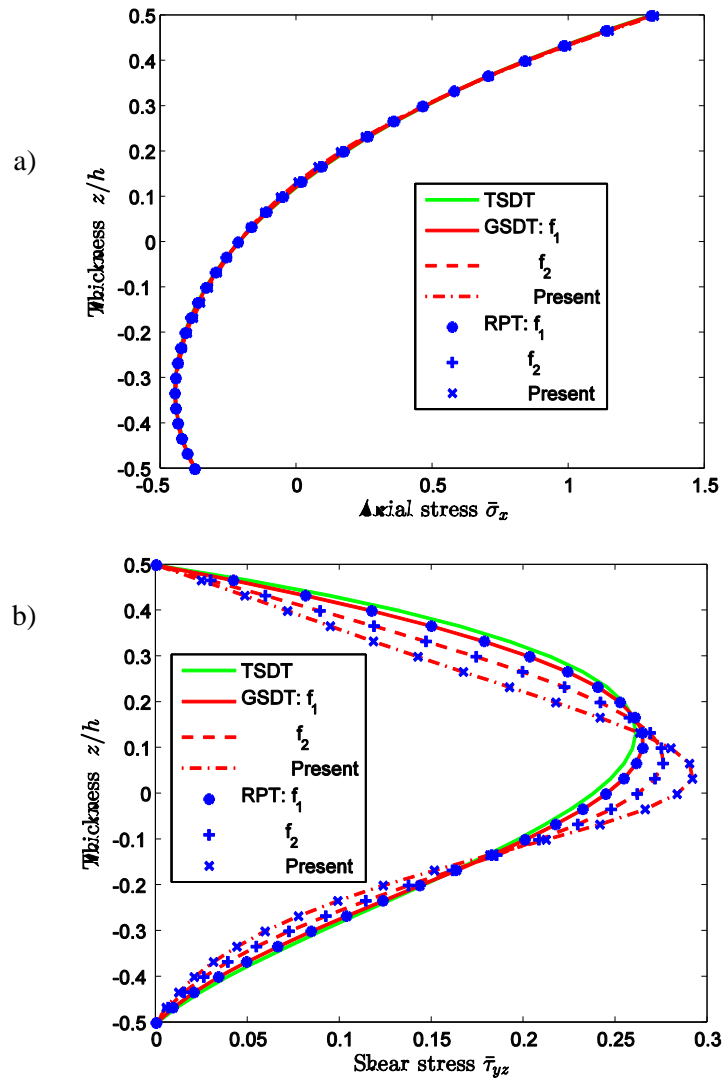 a)
0.5
0.4
0.3
0.2
0.1
0
-0.1
-0.2
-0.3
-0.4
-0.5
Thickness z/h
TSDT
GSDT: f₁
f₂
Present
RPT: f₁
f₂
Present
-0.5
0
0.5
1
1.5
Axial stress σ̄ₓ
b)
0.5
0.4
0.3
0.2
0.1
0
-0.1
-0.2
-0.3
-0.4
-0.5
Thickness z/h
TSDT
GSDT: f₁
f₂
Present
RPT: f₁
f₂
Present
0
0.05
0.1
0.15
0.2
0.25
0.3
Shear stress τ̄yz